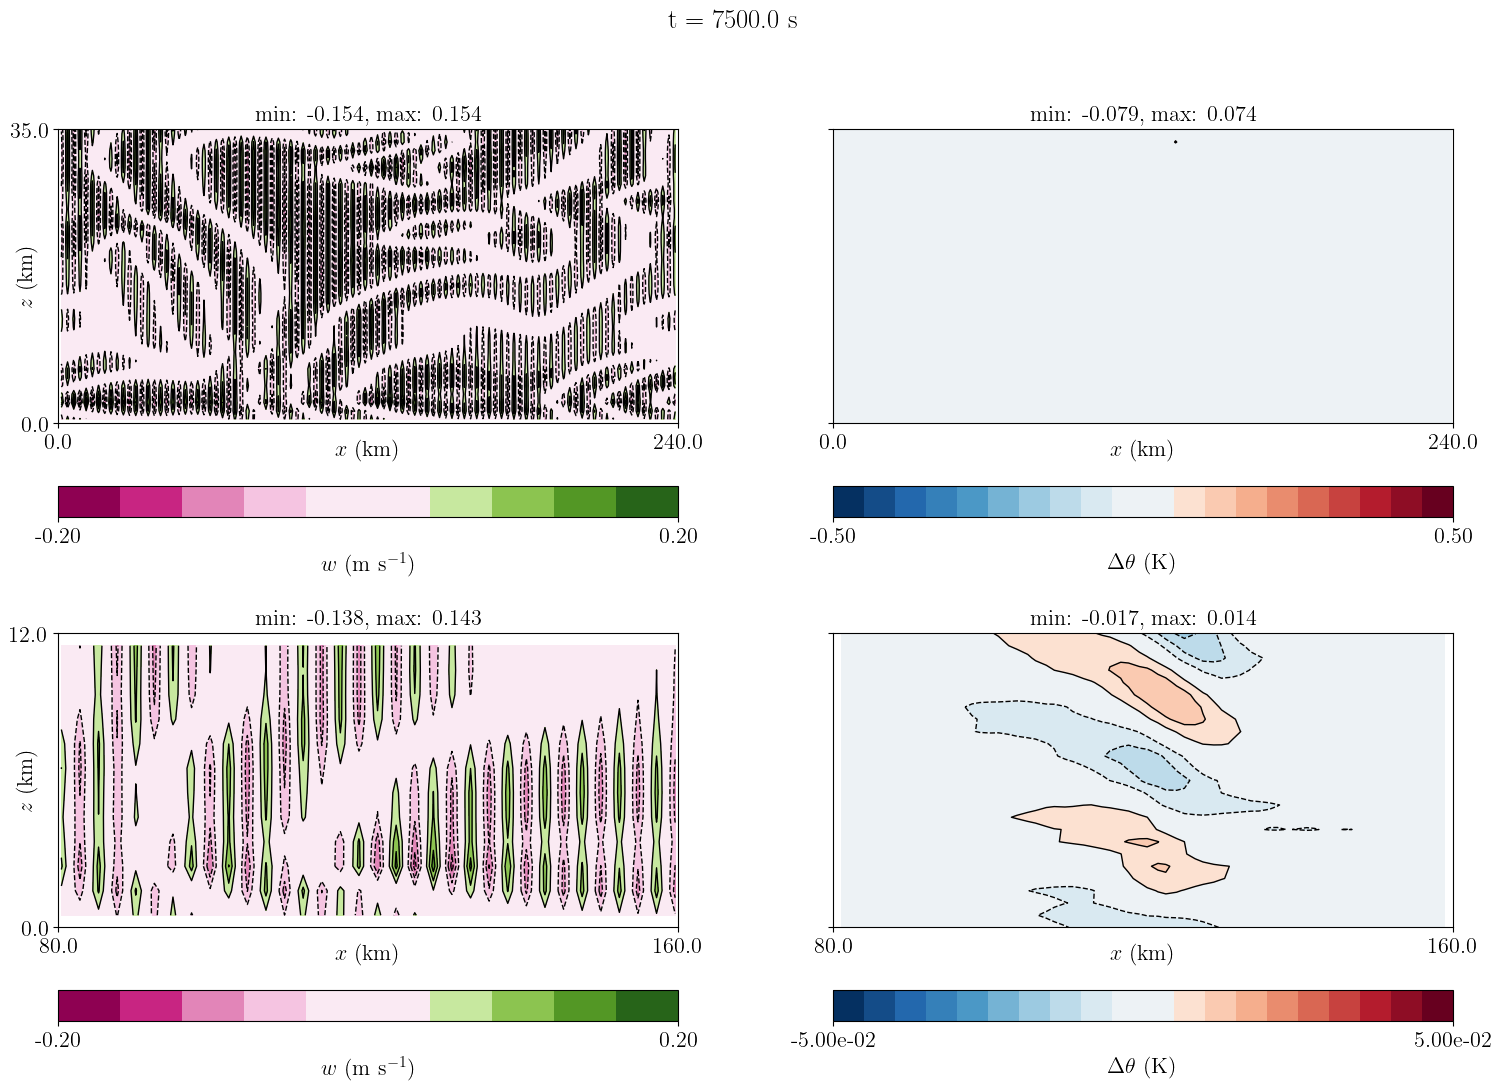 t = 7500.0 s
min: -0.154, max: 0.154
min: -0.079, max: 0.074
35.0
z (km)
0.0
0.0
x (km)
240.0
0.0
x (km)
240.0
-0.20
0.20
-0.50
0.50
w (m s⁻¹)
Δθ (K)
min: -0.138, max: 0.143
min: -0.017, max: 0.014
12.0
z (km)
0.0
80.0
x (km)
160.0
80.0
x (km)
160.0
-0.20
0.20
-5.00e-02
5.00e-02
w (m s⁻¹)
Δθ (K)